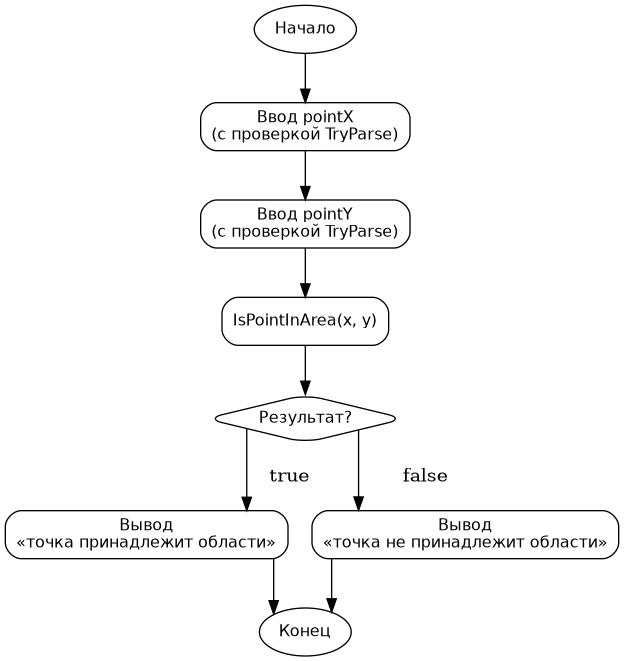 Начало
Ввод pointX
(с проверкой TryParse)
Ввод pointY
(с проверкой TryParse)
IsPointInArea(x, y)
Результат?
true
false
Вывод
«точка принадлежит области»
Вывод
«точка не принадлежит области»
Конец